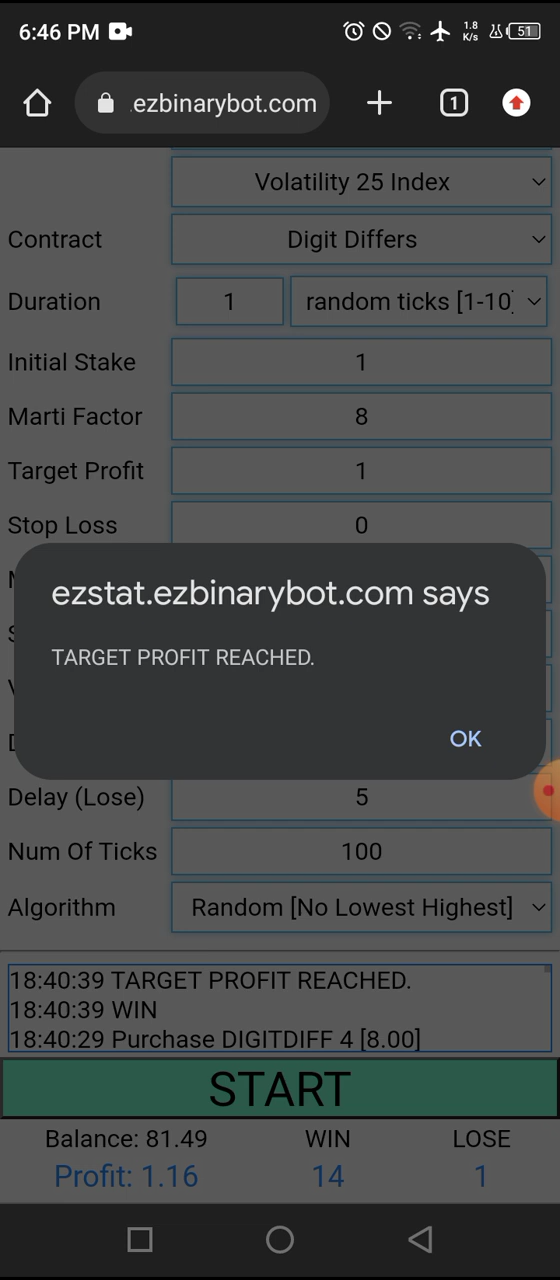 6:46 PM
1.8 K/s
51
.ezbinarybot.com
1
Volatility 25 Index
Contract Digit Differs
Duration 1 random ticks [1-10]
Initial Stake 1
Marti Factor 8
Target Profit 1
Stop Loss 0
ezstat.ezbinarybot.com says
TARGET PROFIT REACHED.
OK
Delay (Lose) 5
Num Of Ticks 100
Algorithm Random [No Lowest Highest]
18:40:39 TARGET PROFIT REACHED.
18:40:39 WIN
18:40:29 Purchase DIGITDIFF 4 [8.00]
START
Balance: 81.49 WIN LOSE
Profit: 1.16 14 1